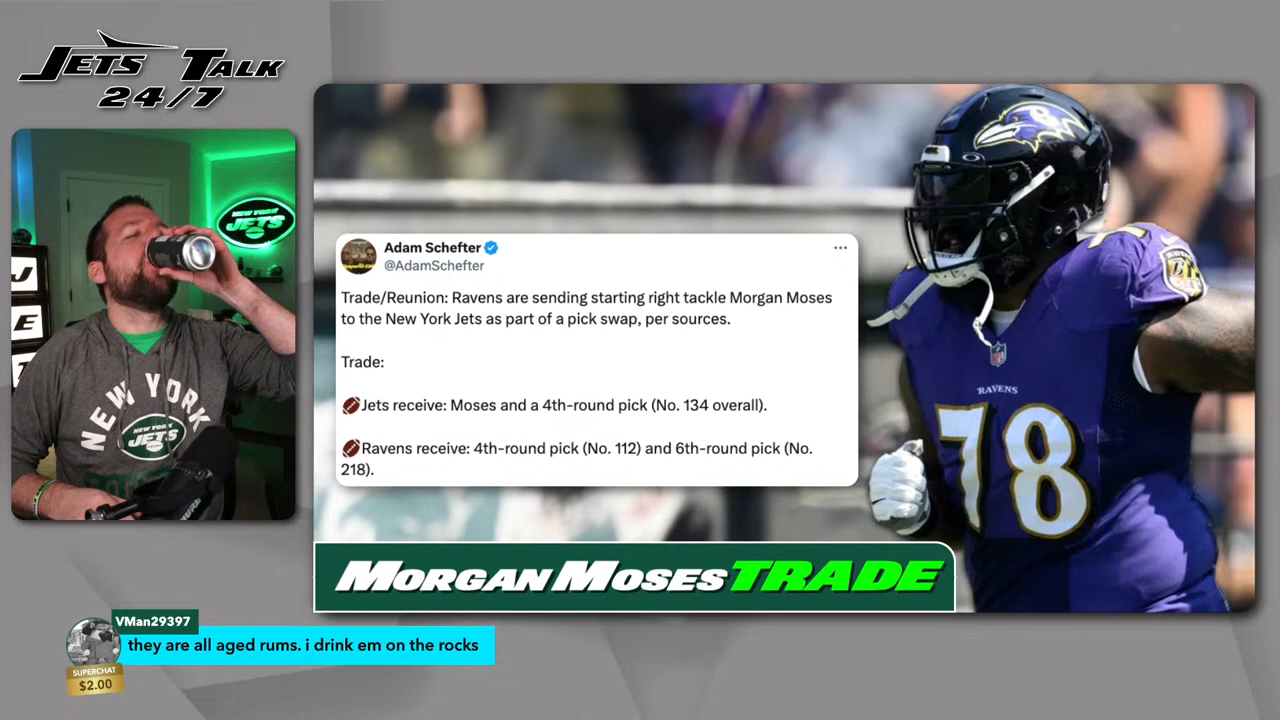 JETS TALK
24/7
NEW YORK
JETS
J
E
T
NEW YORK
JETS
Adam Schefter
@AdamSchefter
Trade/Reunion: Ravens are sending starting right tackle Morgan Moses
to the New York Jets as part of a pick swap, per sources.
Trade:
🏈Jets receive: Moses and a 4th-round pick (No. 134 overall).
🏈Ravens receive: 4th-round pick (No. 112) and 6th-round pick (No.
218).
RAVENS
78
MORGAN MOSES TRADE
VMan29397
they are all aged rums. i drink em on the rocks
SUPERCHAT
$2.00